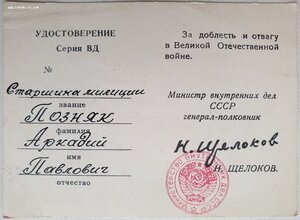 УДОСТОВЕРЕНИЕ
Серия ВД
№
Старшина милиции
звание
Позняк
фамилия
Аркадий
имя
Павлович
отчество
За доблесть и отвагу
в Великой Отечественной
войне.
Министр внутренних дел
СССР
генерал-полковник
Н. Щелоков
Н. ЩЕЛОКОВ.